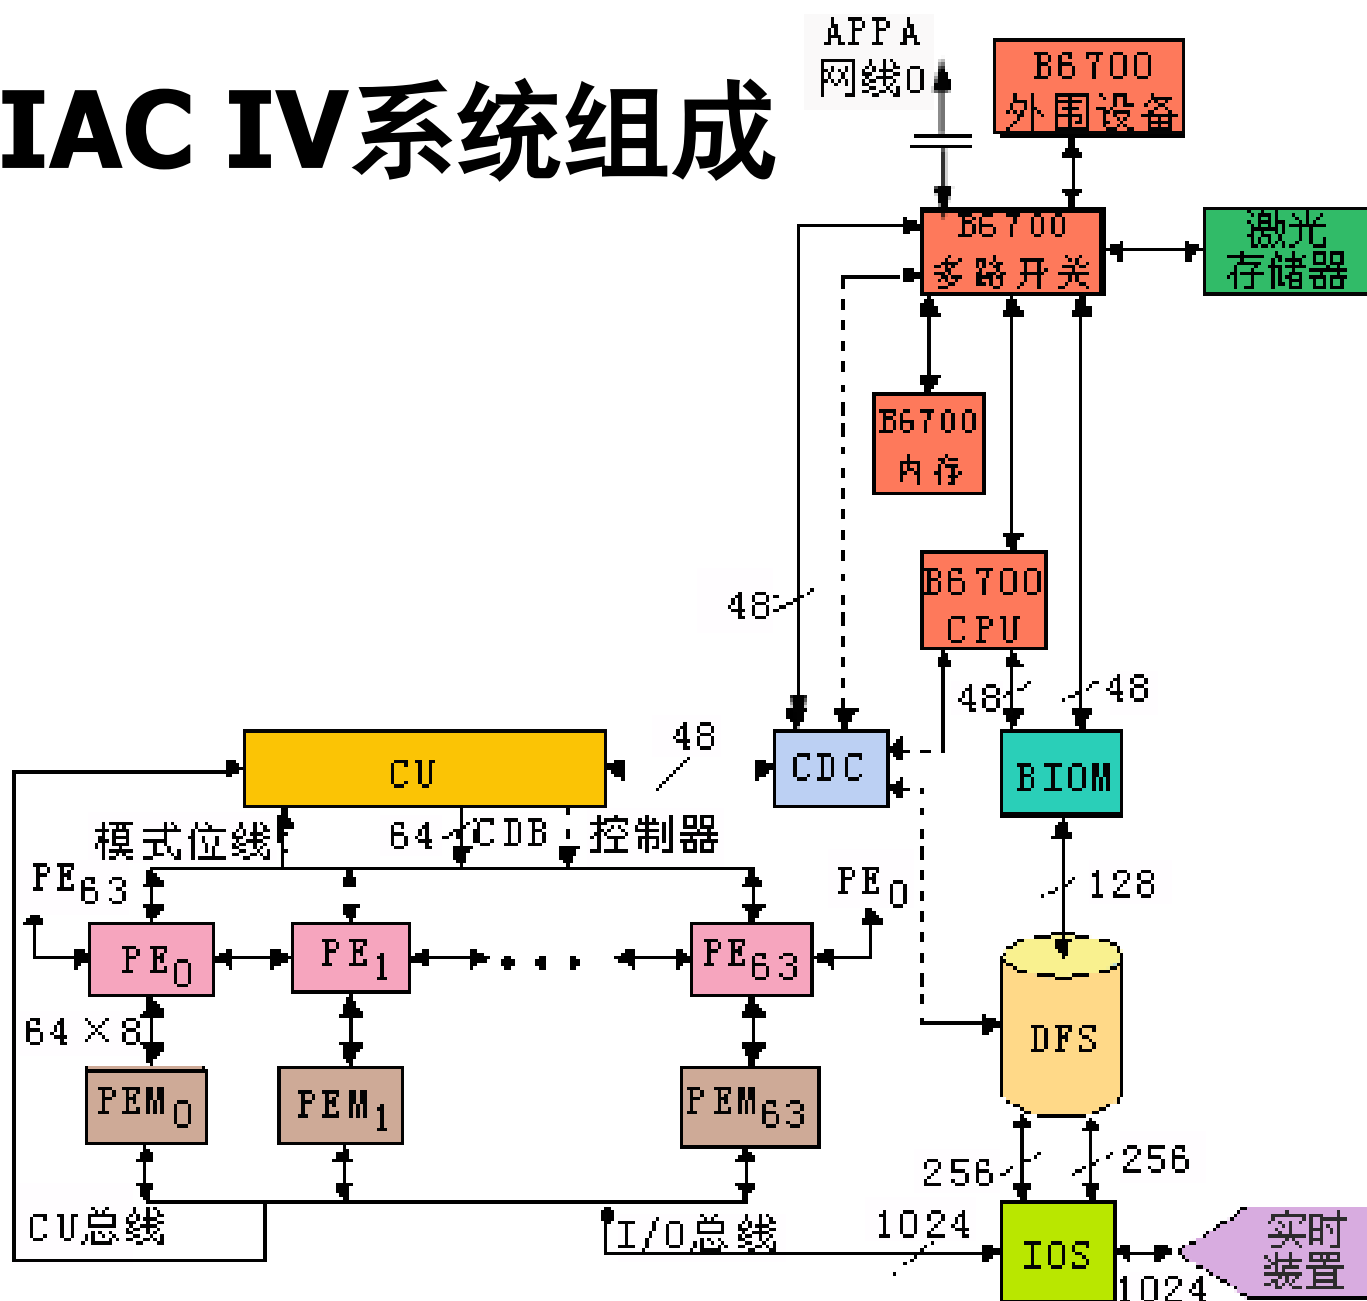 APPA
网线0
IAC IV系统组成
B6700
外围设备
B6700
多路开关
激光
存储器
B6700
内存
B6700
CPU
48
48
48
48
CU
CDC
BIOM
模式位线
64
CDB
控制器
128
PE63
PE0
PE0
PE1
...
PE63
64×8
DFS
PEM0
PEM1
PEM63
256
256
CU总线
I/O总线
1024
IOS
实时
装置
1024